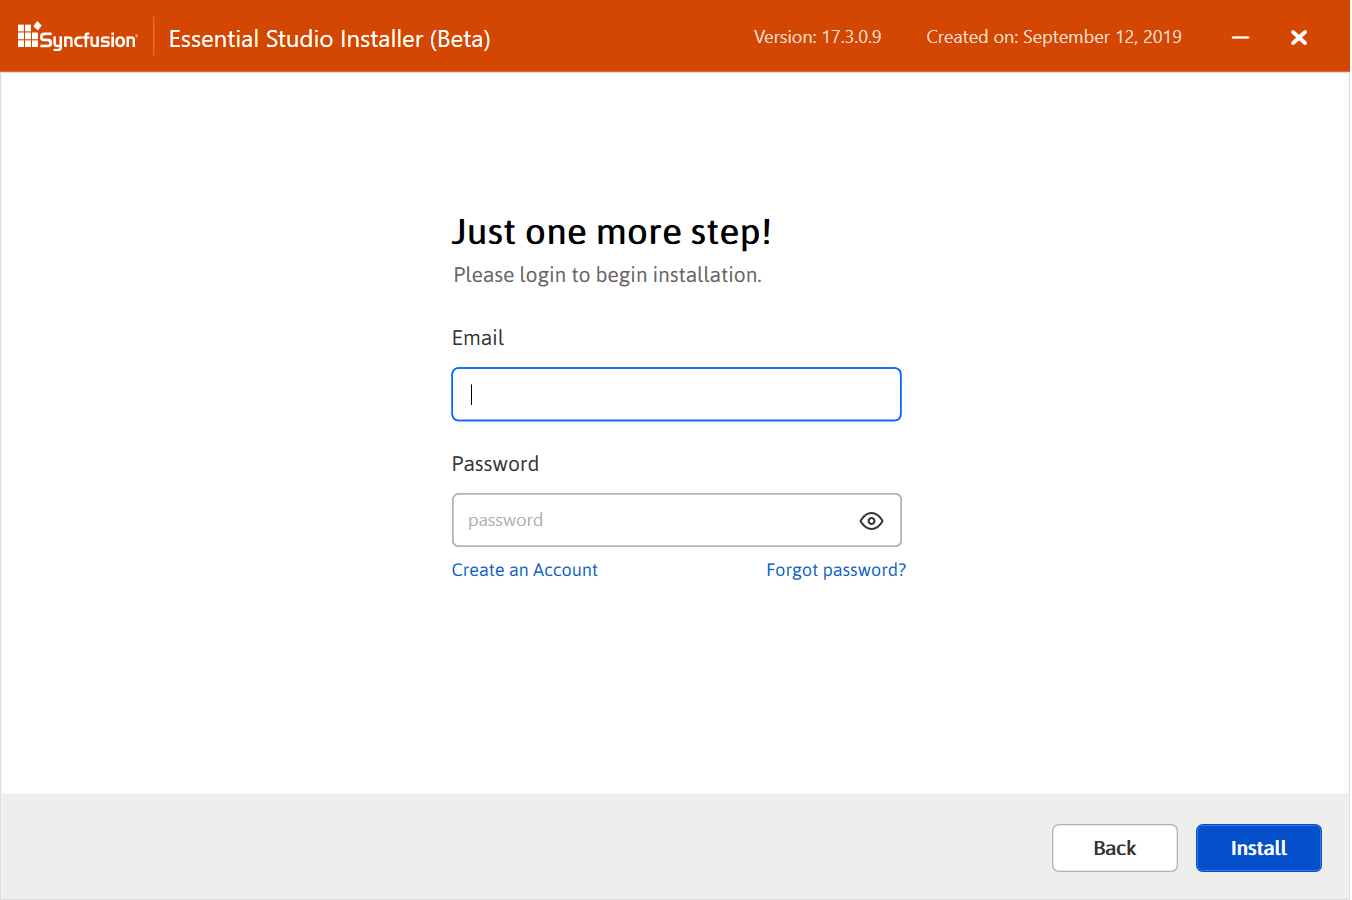 Syncfusion
Essential Studio Installer (Beta)
Version: 17.3.0.9
Created on: September 12, 2019
Just one more step!
Please login to begin installation.
Email
Password
password
Create an Account
Forgot password?
Back
Install